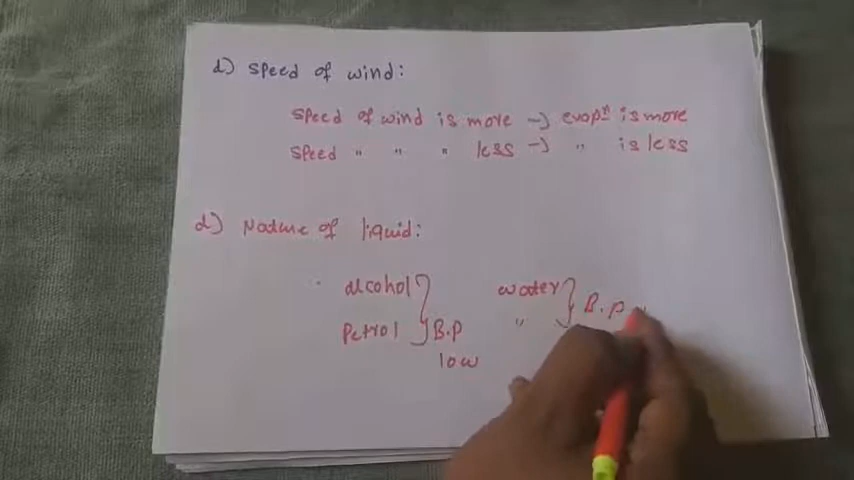 d) Speed of wind:
Speed of wind is more → evopⁿ is more
Speed " " " less → " is less
d) Nature of liquid:
alcohol } water } B.p
Petrol } B.P "
low